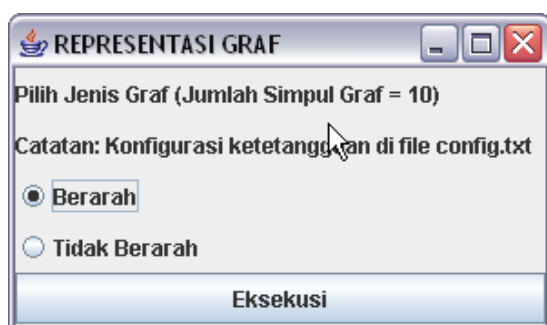 REPRESENTASI GRAF
Pilih Jenis Graf (Jumlah Simpul Graf = 10)
Catatan: Konfigurasi ketetanggaan di file config.txt
Berarah
Tidak Berarah
Eksekusi